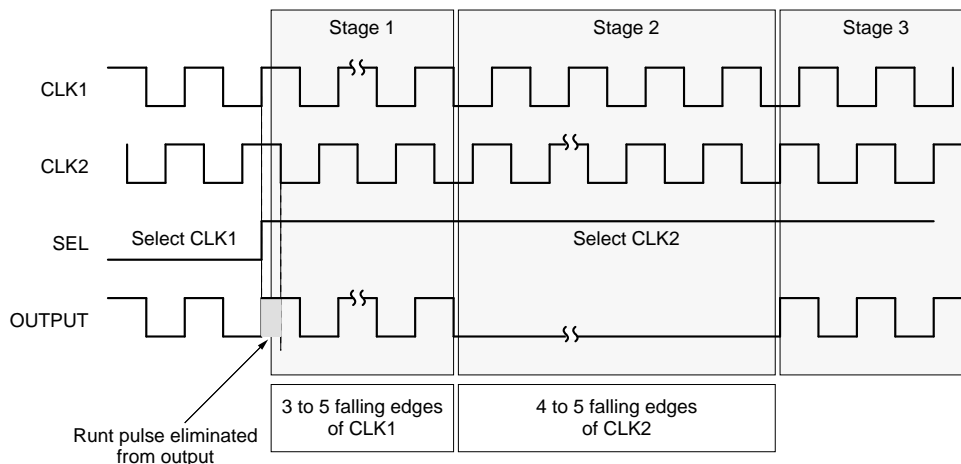 Stage 1
Stage 2
Stage 3
CLK1
CLK2
SEL
Select CLK1
Select CLK2
OUTPUT
3 to 5 falling edges
of CLK1
4 to 5 falling edges
of CLK2
Runt pulse eliminated
from output